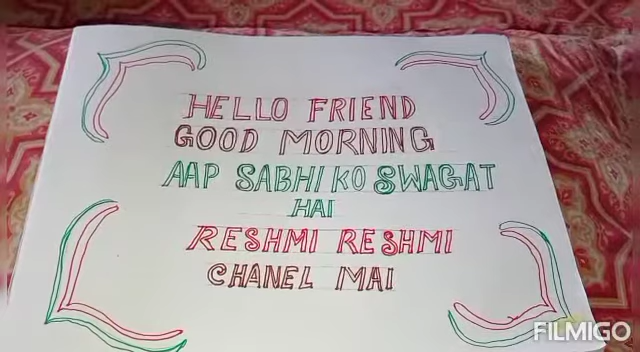 HELLO FRIEND
GOOD MORNING
AAP SABHI KO SWAGAT
HAI
RESHMI RESHMI
CHANEL MAI
FILMIGO